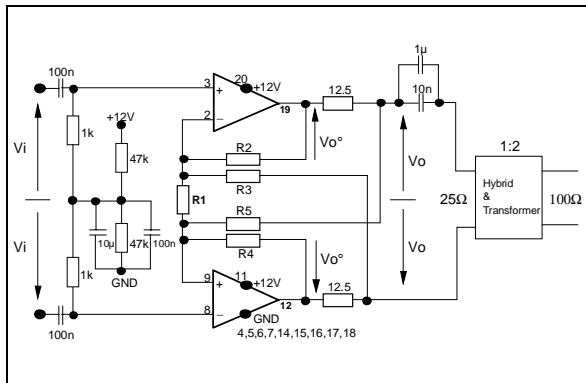 100n
Vi
1k
+12V
47k
10µ
47k
100n
GND
Vi
1k
100n
3
+
20
+12V
2
−
19
R2
R3
R1
R5
R4
9
+
11
+12V
8
−
12
GND
4,5,6,7,14,15,16,17,18
12.5
Vo°
Vo°
12.5
1µ
10n
Vo
Vo
1:2
25Ω
Hybrid
&
Transformer
100Ω